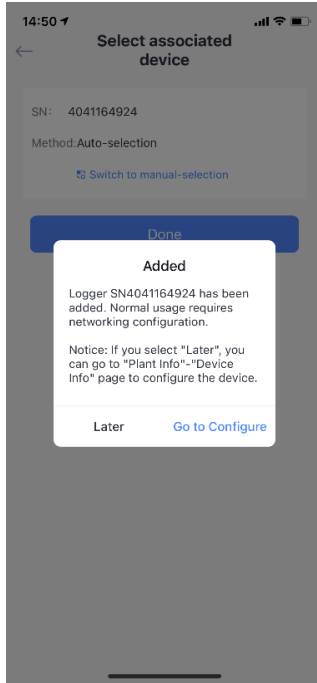 14:50
Select associated
device
SN: 4041164924
Method:Auto-selection
Switch to manual-selection
Done
Added
Logger SN4041164924 has been
added. Normal usage requires
networking configuration.
Notice: If you select "Later", you
can go to "Plant Info"-"Device
Info" page to configure the device.
Later Go to Configure